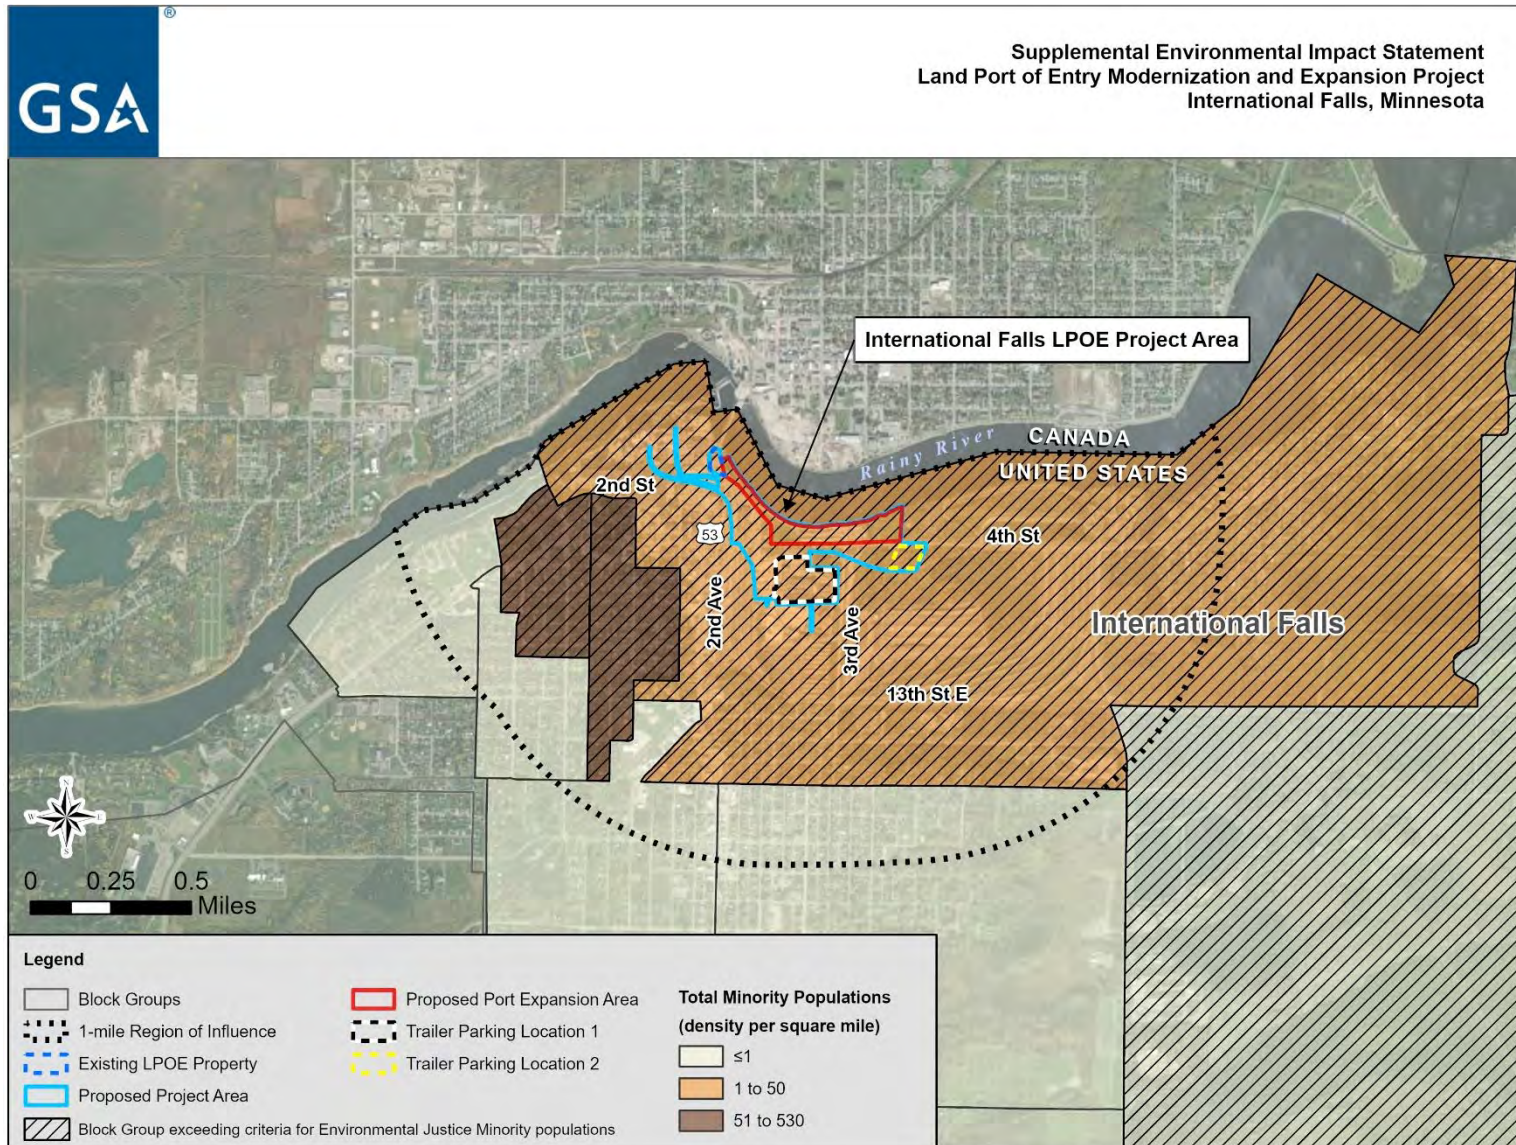 ®
GSA
Supplemental Environmental Impact Statement
Land Port of Entry Modernization and Expansion Project
International Falls, Minnesota
International Falls LPOE Project Area
Rainy River
CANADA
UNITED STATES
2nd St
53
4th St
2nd Ave
3rd Ave
International Falls
13th St E
N
W E
S
0 0.25 0.5
Miles
Legend
Block Groups
1-mile Region of Influence
Existing LPOE Property
Proposed Project Area
Block Group exceeding criteria for Environmental Justice Minority populations
Proposed Port Expansion Area
Trailer Parking Location 1
Trailer Parking Location 2
Total Minority Populations
(density per square mile)
≤1
1 to 50
51 to 530